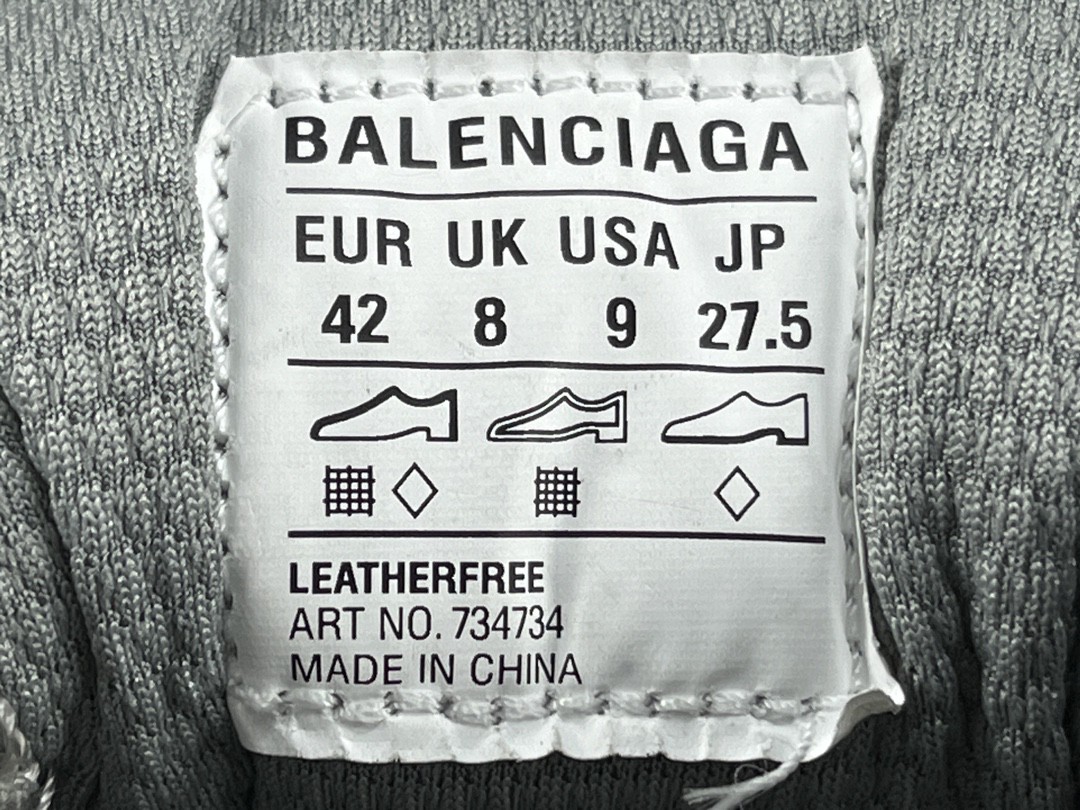 BALENCIAGA
EUR UK USA JP
42 8 9 27.5
LEATHERFREE
ART NO. 734734
MADE IN CHINA